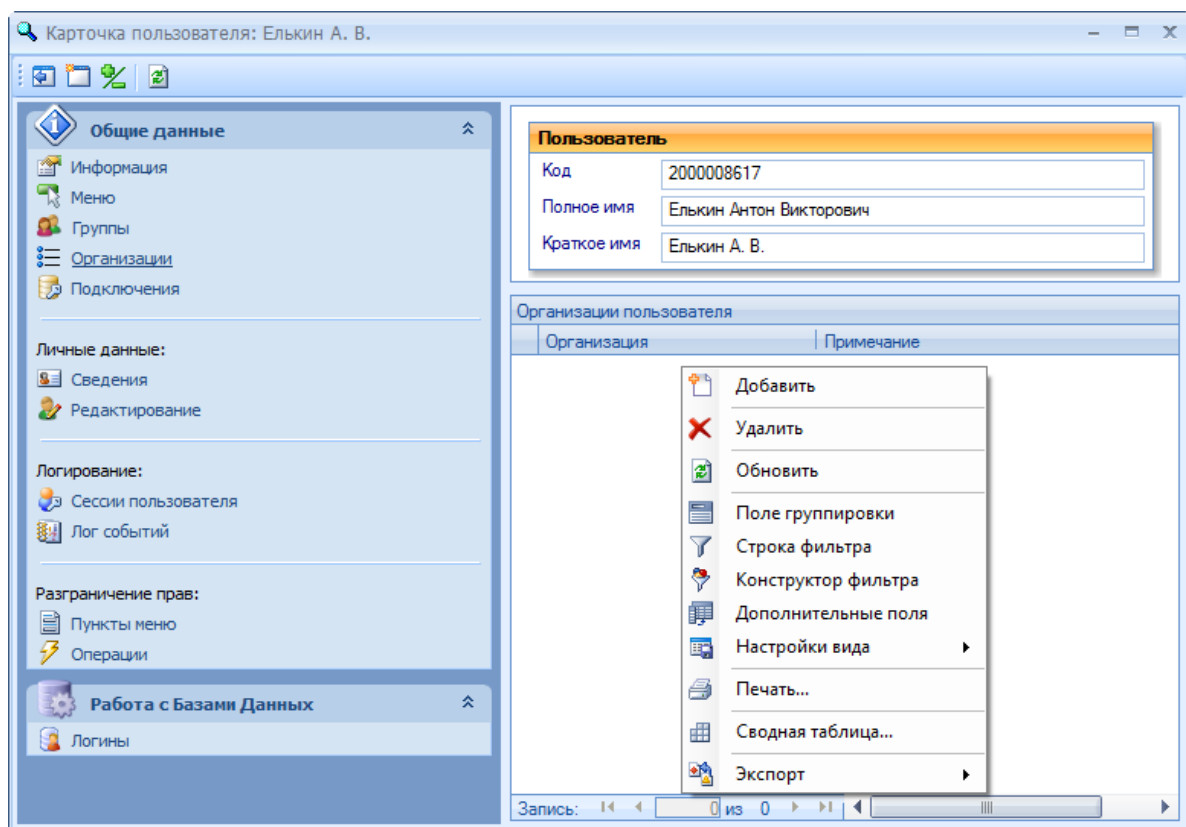 Карточка пользователя: Елькин А. В.
Общие данные
Информация
Меню
Группы
Организации
Подключения
Личные данные:
Сведения
Редактирование
Логирование:
Сессии пользователя
Лог событий
Разграничение прав:
Пункты меню
Операции
Работа с Базами Данных
Логины
Пользователь
Код 2000008617
Полное имя Елькин Антон Викторович
Краткое имя Елькин А. В.
Организации пользователя
Организация Примечание
Добавить
Удалить
Обновить
Поле группировки
Строка фильтра
Конструктор фильтра
Дополнительные поля
Настройки вида
Печать...
Сводная таблица...
Экспорт
Запись: 0 из 0